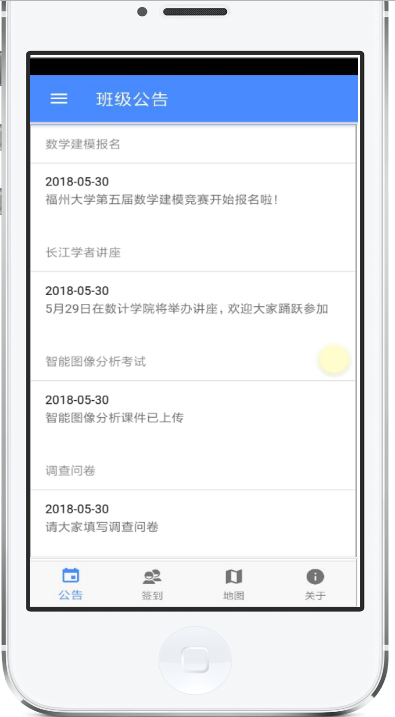 班级公告
数学建模报名
2018-05-30
福州大学第五届数学建模竞赛开始报名啦！
长江学者讲座
2018-05-30
5月29日在数计学院将举办讲座，欢迎大家踊跃参加
智能图像分析考试
2018-05-30
智能图像分析课件已上传
调查问卷
2018-05-30
请大家填写调查问卷
公告
签到
地图
关于